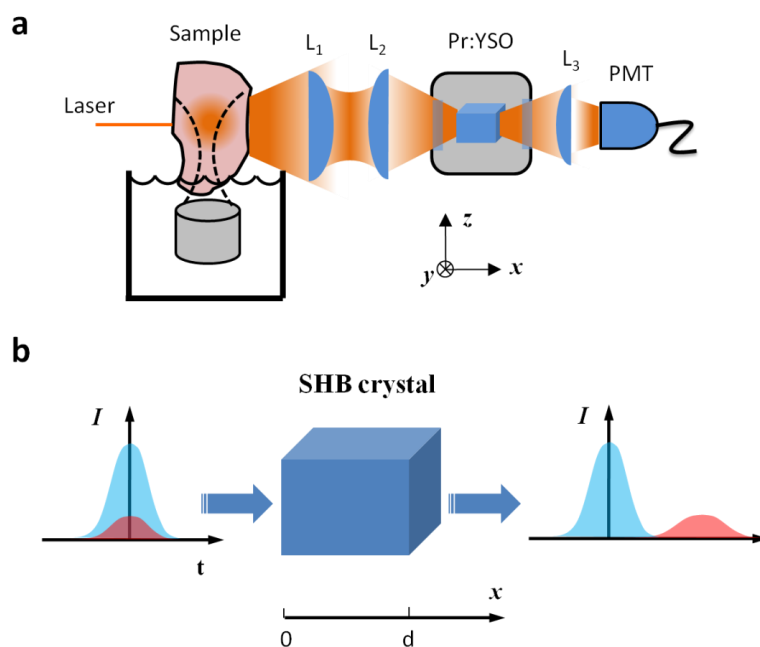 a
Sample
L₁
L₂
Pr:YSO
L₃
PMT
Laser
z
y
x
b
SHB crystal
I
I
t
x
0
d